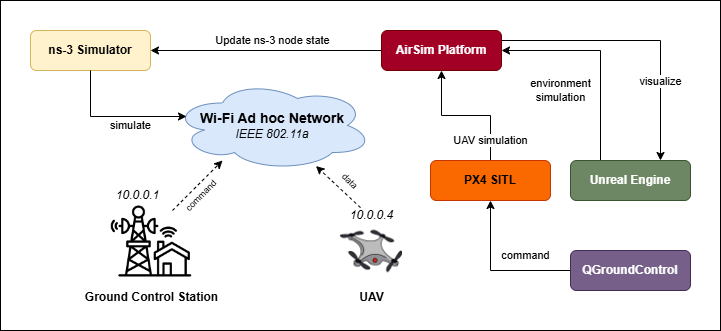 ns-3 Simulator
Update ns-3 node state
AirSim Platform
environment
simulation
visualize
simulate
Wi-Fi Ad hoc Network
IEEE 802.11a
UAV simulation
PX4 SITL
Unreal Engine
command
data
10.0.0.1
10.0.0.4
command
QGroundControl
Ground Control Station
UAV